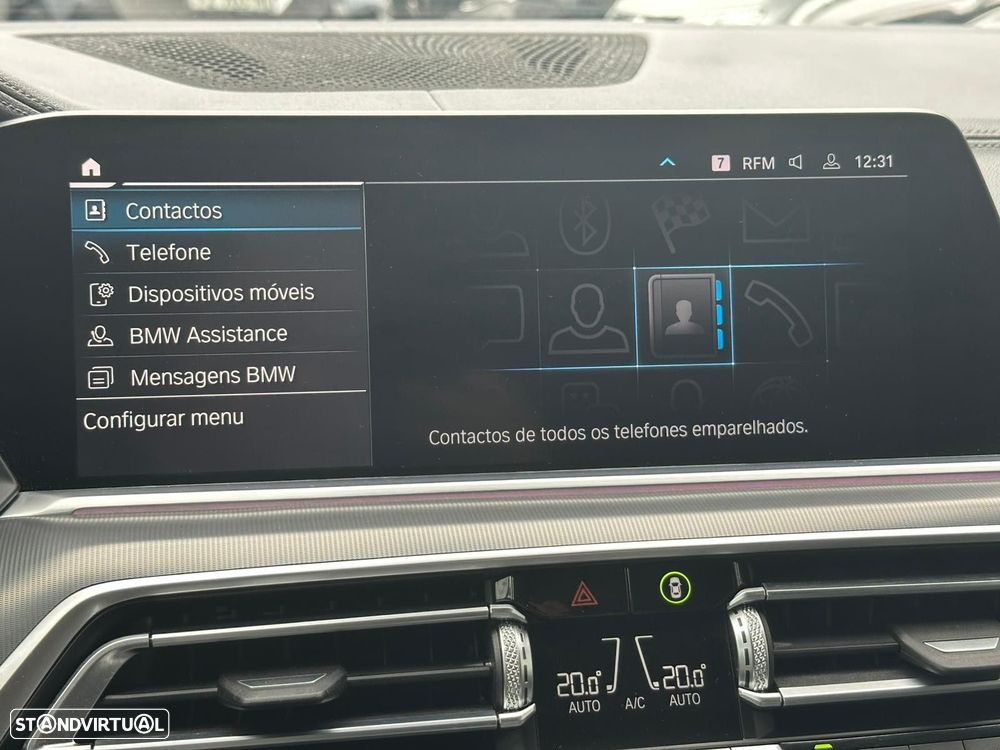 7 RFM 12:31
Contactos
Telefone
Dispositivos móveis
BMW Assistance
Mensagens BMW
Configurar menu
Contactos de todos os telefones emparelhados.
20.0° 20.0°
AUTO A/C AUTO
STANDVIRTUAL